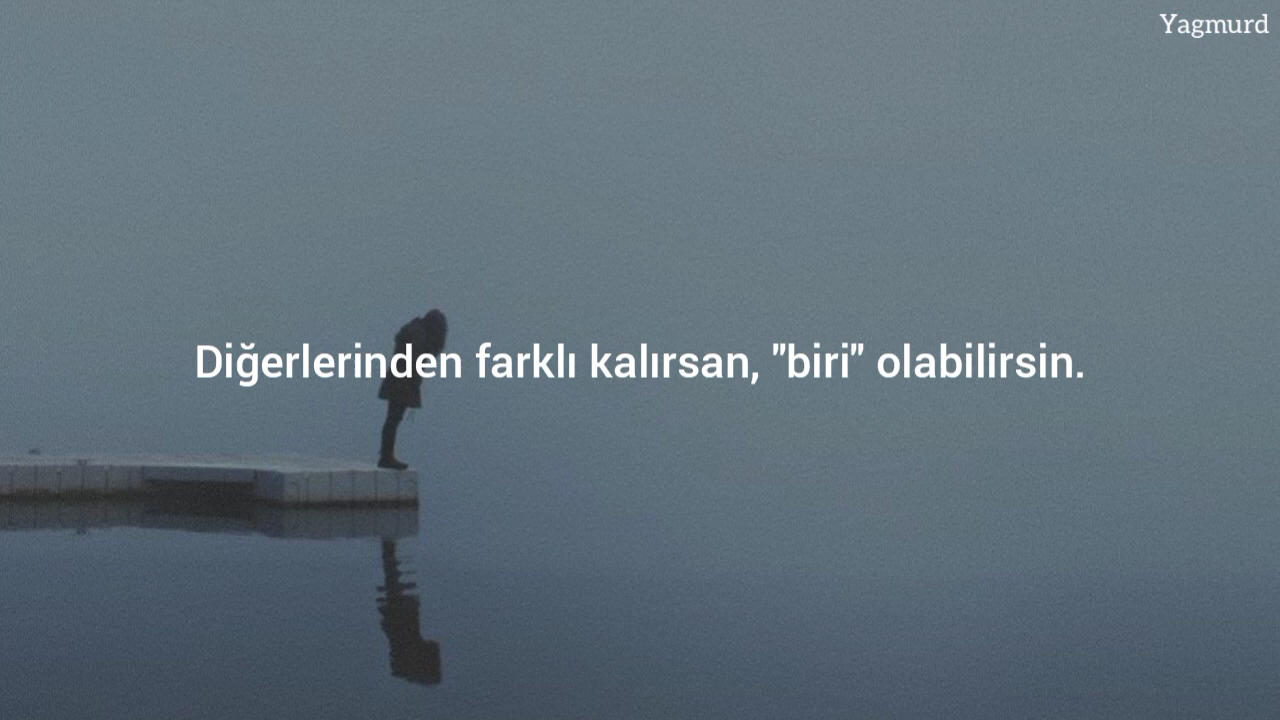 Yagmurd
Diğerlerinden farklı kalırsan, "biri" olabilirsin.